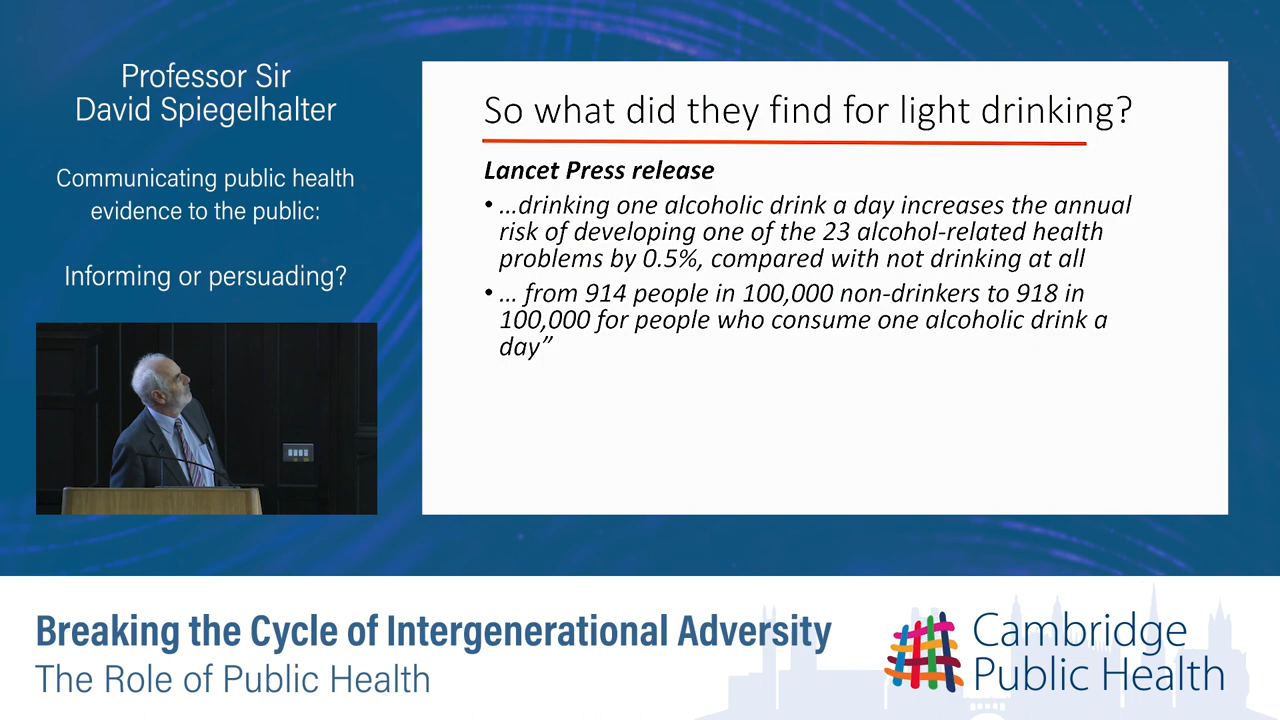 Professor Sir
David Spiegelhalter
Communicating public health
evidence to the public:
Informing or persuading?
So what did they find for light drinking?
Lancet Press release
• …drinking one alcoholic drink a day increases the annual
risk of developing one of the 23 alcohol-related health
problems by 0.5%, compared with not drinking at all
• … from 914 people in 100,000 non-drinkers to 918 in
100,000 for people who consume one alcoholic drink a
day”
Breaking the Cycle of Intergenerational Adversity
The Role of Public Health
Cambridge
Public Health